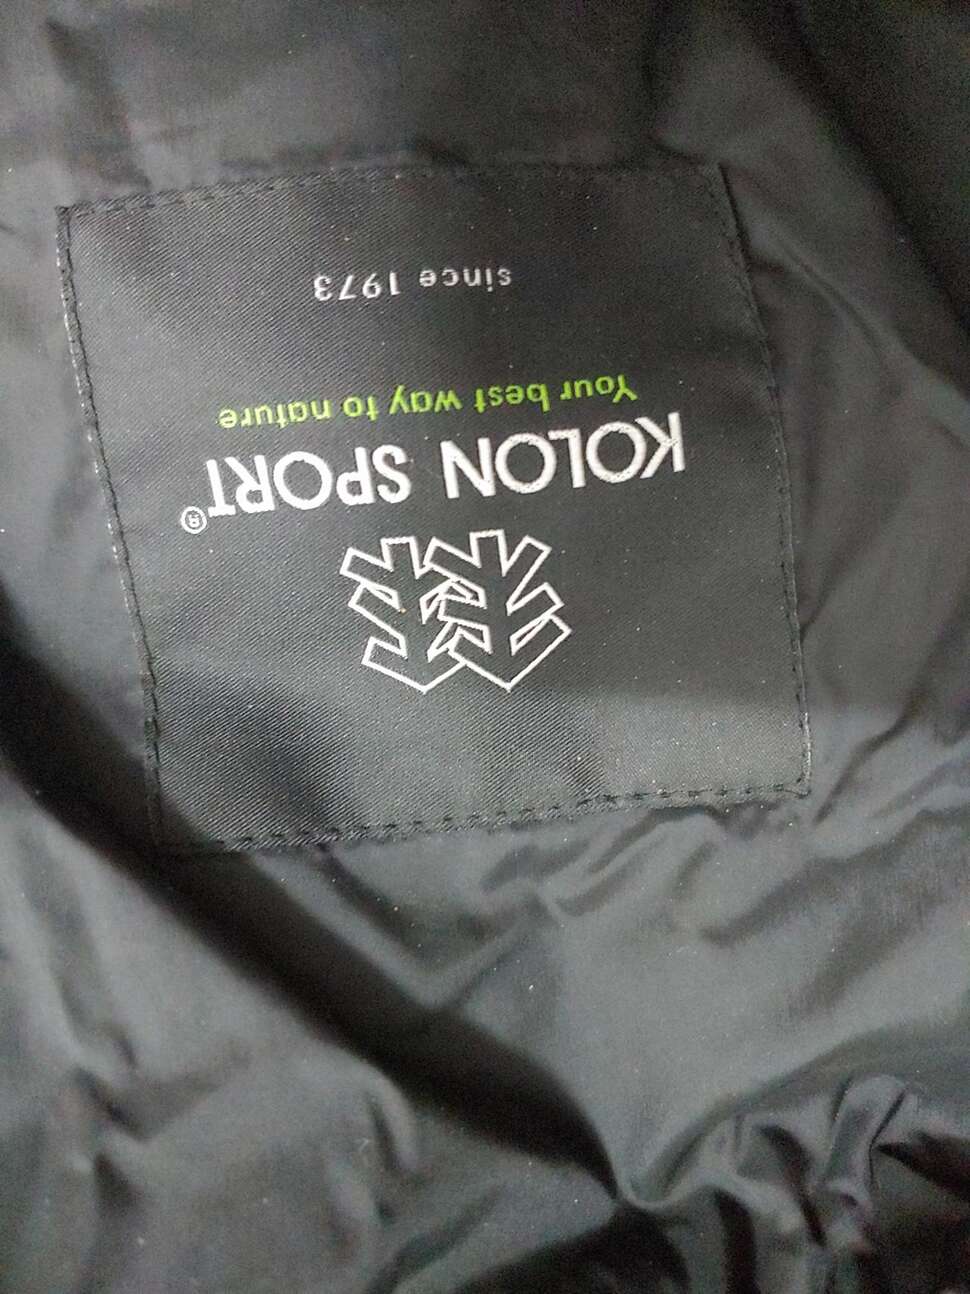 KOLON SPORT®
Your best way to nature
since 1973